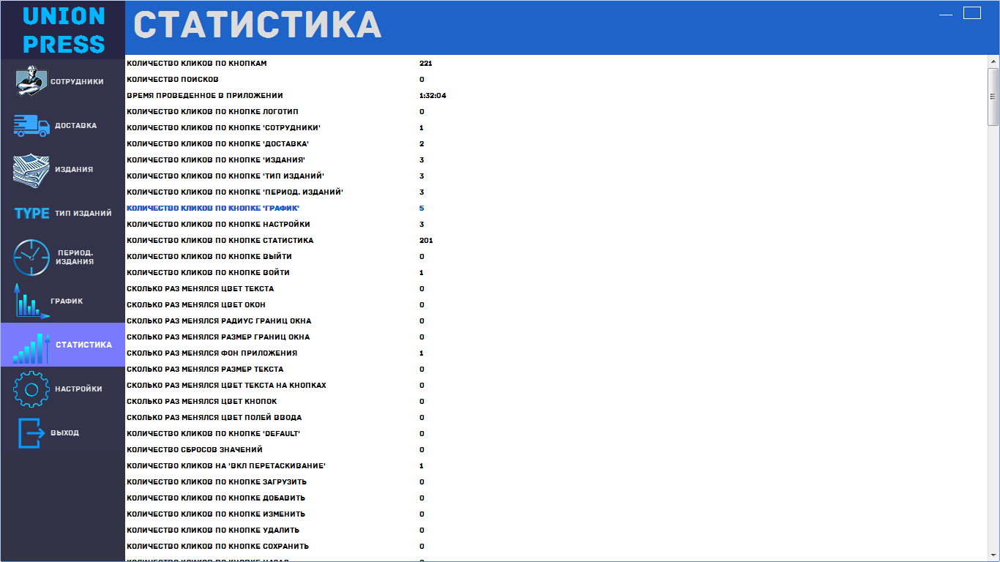 UNION
PRESS
СТАТИСТИКА
СОТРУДНИКИ
ДОСТАВКА
ИЗДАНИЯ
TYPE ТИП ИЗДАНИЙ
ПЕРИОД.
ИЗДАНИЯ
ГРАФИК
СТАТИСТИКА
НАСТРОЙКИ
ВЫХОД
КОЛИЧЕСТВО КЛИКОВ ПО КНОПКАМ 221
КОЛИЧЕСТВО ПОИСКОВ 0
ВРЕМЯ ПРОВЕДЕННОЕ В ПРИЛОЖЕНИИ 1:32:04
КОЛИЧЕСТВО КЛИКОВ ПО КНОПКЕ ЛОГОТИП 0
КОЛИЧЕСТВО КЛИКОВ ПО КНОПКЕ 'СОТРУДНИКИ' 1
КОЛИЧЕСТВО КЛИКОВ ПО КНОПКЕ 'ДОСТАВКА' 2
КОЛИЧЕСТВО КЛИКОВ ПО КНОПКЕ 'ИЗДАНИЯ' 3
КОЛИЧЕСТВО КЛИКОВ ПО КНОПКЕ 'ТИП ИЗДАНИЙ' 3
КОЛИЧЕСТВО КЛИКОВ ПО КНОПКЕ 'ПЕРИОД. ИЗДАНИЙ' 3
КОЛИЧЕСТВО КЛИКОВ ПО КНОПКЕ 'ГРАФИК' 5
КОЛИЧЕСТВО КЛИКОВ ПО КНОПКЕ НАСТРОЙКИ 3
КОЛИЧЕСТВО КЛИКОВ ПО КНОПКЕ СТАТИСТИКА 201
КОЛИЧЕСТВО КЛИКОВ ПО КНОПКЕ ВЫЙТИ 0
КОЛИЧЕСТВО КЛИКОВ ПО КНОПКЕ ВОЙТИ 1
СКОЛЬКО РАЗ МЕНЯЛСЯ ЦВЕТ ТЕКСТА 0
СКОЛЬКО РАЗ МЕНЯЛСЯ ЦВЕТ ОКОН 0
СКОЛЬКО РАЗ МЕНЯЛСЯ РАДИУС ГРАНИЦ ОКНА 0
СКОЛЬКО РАЗ МЕНЯЛСЯ РАЗМЕР ГРАНИЦ ОКНА 0
СКОЛЬКО РАЗ МЕНЯЛСЯ ФОН ПРИЛОЖЕНИЯ 1
СКОЛЬКО РАЗ МЕНЯЛСЯ РАЗМЕР ТЕКСТА 0
СКОЛЬКО РАЗ МЕНЯЛСЯ ЦВЕТ ТЕКСТА НА КНОПКАХ 0
СКОЛЬКО РАЗ МЕНЯЛСЯ ЦВЕТ КНОПОК 0
СКОЛЬКО РАЗ МЕНЯЛСЯ ЦВЕТ ПОЛЕЙ ВВОДА 0
КОЛИЧЕСТВО КЛИКОВ ПО КНОПКЕ 'DEFAULT' 0
КОЛИЧЕСТВО СБРОСОВ ЗНАЧЕНИЙ 0
КОЛИЧЕСТВО КЛИКОВ НА 'ВКЛ ПЕРЕТАСКИВАНИЕ' 1
КОЛИЧЕСТВО КЛИКОВ ПО КНОПКЕ ЗАГРУЗИТЬ 0
КОЛИЧЕСТВО КЛИКОВ ПО КНОПКЕ ДОБАВИТЬ 0
КОЛИЧЕСТВО КЛИКОВ ПО КНОПКЕ ИЗМЕНИТЬ 0
КОЛИЧЕСТВО КЛИКОВ ПО КНОПКЕ УДАЛИТЬ 0
КОЛИЧЕСТВО КЛИКОВ ПО КНОПКЕ СОХРАНИТЬ 0
КОЛИЧЕСТВО КЛИКОВ ПО КНОПКЕ